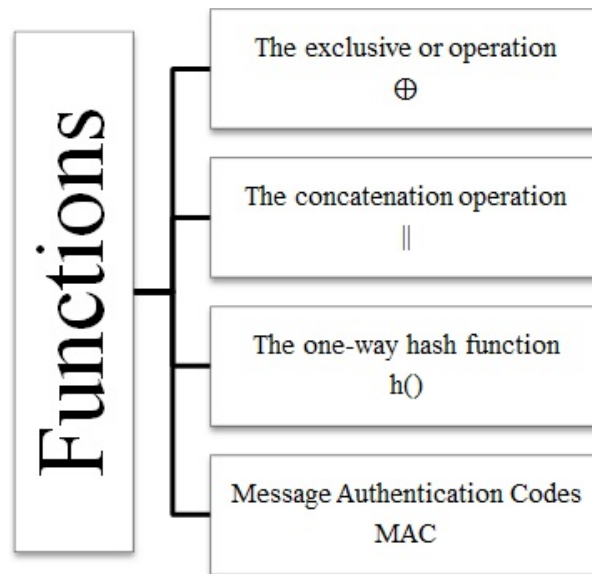 Functions
The exclusive or operation
⊕
The concatenation operation
||
The one-way hash function
h()
Message Authentication Codes
MAC